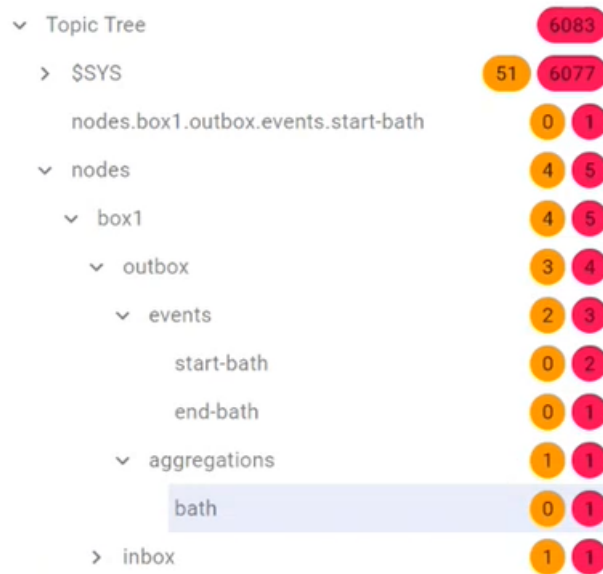 Topic Tree 6083
$SYS 51 6077
nodes.box1.outbox.events.start-bath 0 1
nodes 4 5
box1 4 5
outbox 3 4
events 2 3
start-bath 0 2
end-bath 0 1
aggregations 1 1
bath 0 1
inbox 1 1